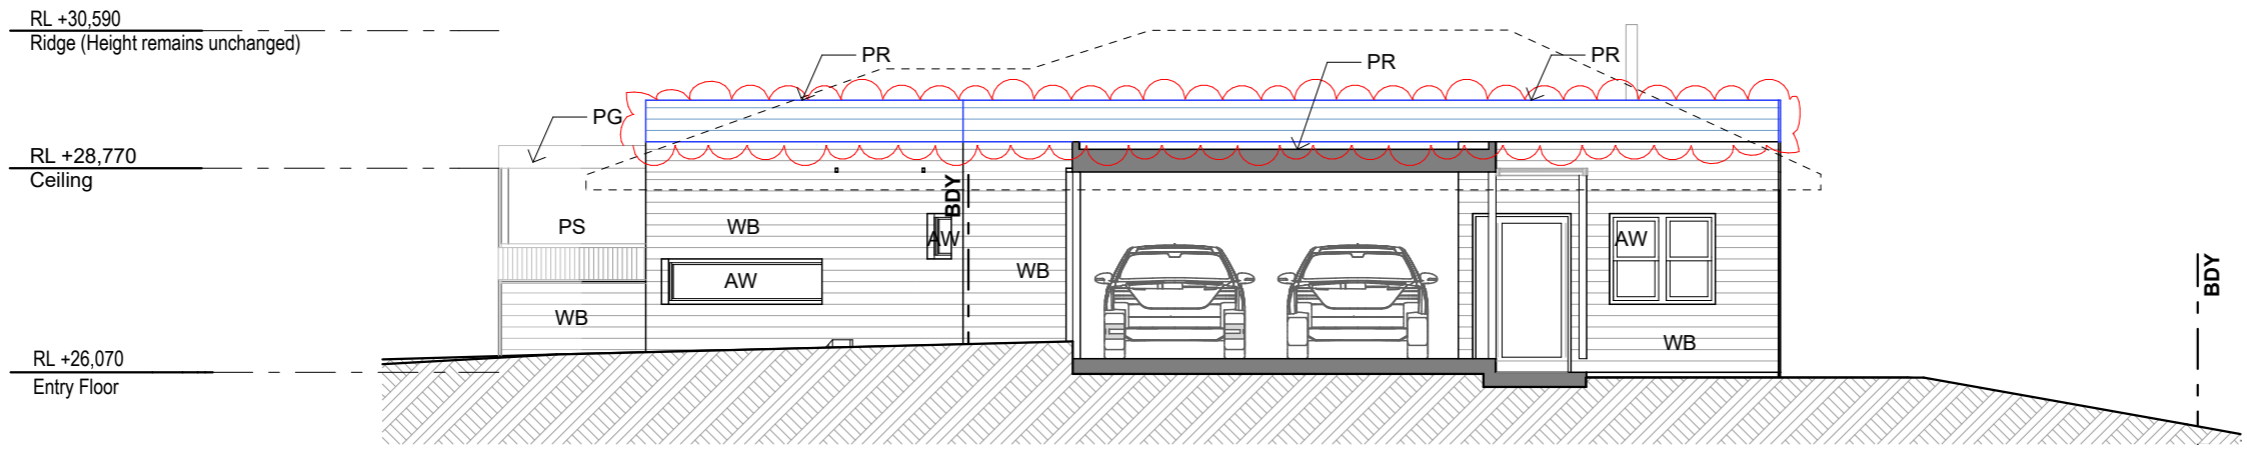 RL +30,590
Ridge (Height remains unchanged)
PR
PR
PR
PG
RL +28,770
Ceiling
BDY
PS
WB
AW
AW
WB
AW
WB
BDY
WB
RL +26,070
Entry Floor